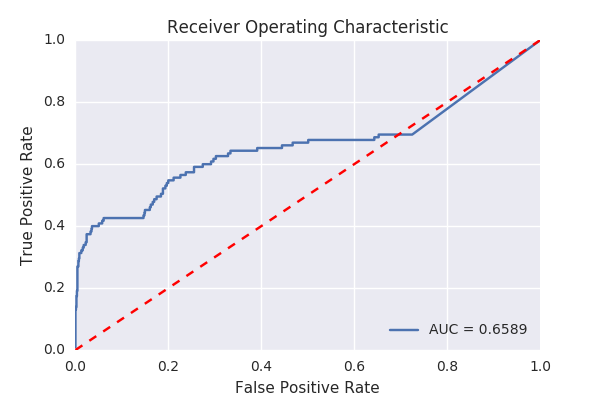 Receiver Operating Characteristic
1.0
0.8
0.6
0.4
0.2
0.0
True Positive Rate
AUC = 0.6589
0.0 0.2 0.4 0.6 0.8 1.0
False Positive Rate